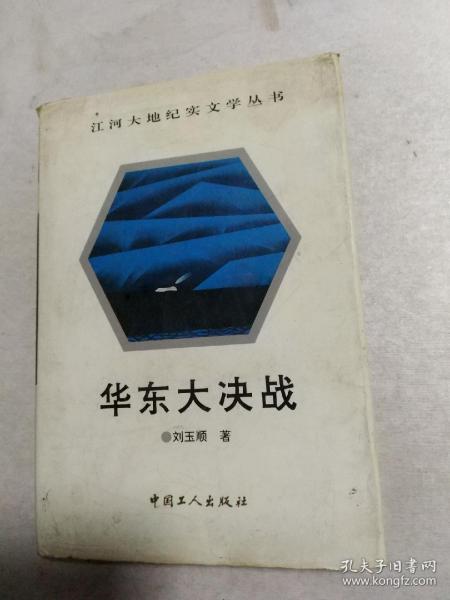 江河大地纪实文学丛书
华东大决战
●刘玉顺 著
中国工人出版社
孔夫子旧书网
www.kongfz.com